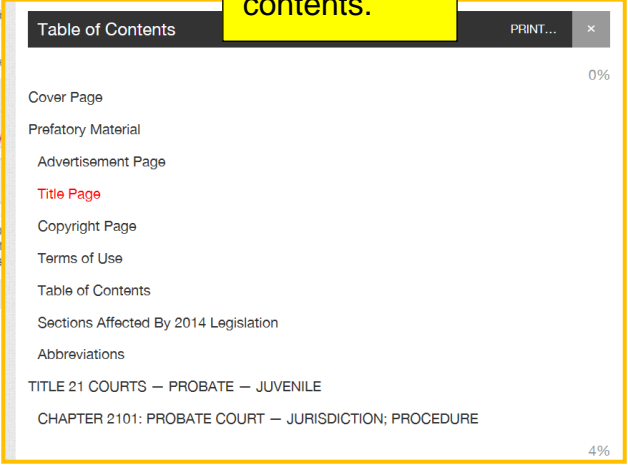 contents.
Table of Contents PRINT... ×
0%
Cover Page
Prefatory Material
Advertisement Page
Title Page
Copyright Page
Terms of Use
Table of Contents
Sections Affected By 2014 Legislation
Abbreviations
TITLE 21 COURTS — PROBATE — JUVENILE
CHAPTER 2101: PROBATE COURT — JURISDICTION; PROCEDURE
4%